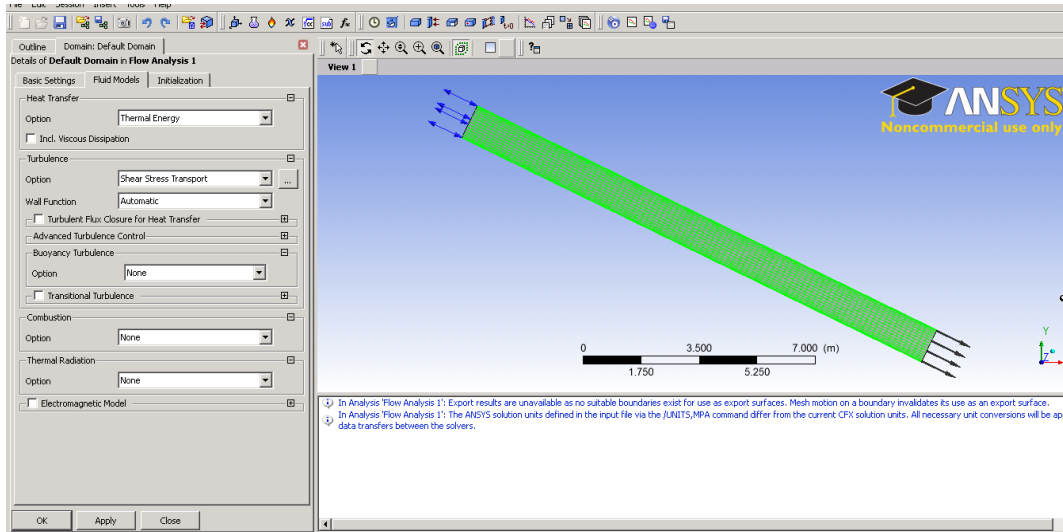 File Edit Session Insert Tools Help
Outline Domain: Default Domain
Details of Default Domain in Flow Analysis 1
Basic Settings Fluid Models Initialization
Heat Transfer
Option Thermal Energy
Incl. Viscous Dissipation
Turbulence
Option Shear Stress Transport ...
Wall Function Automatic
Turbulent Flux Closure for Heat Transfer
Advanced Turbulence Control
Buoyancy Turbulence
Option None
Transitional Turbulence
Combustion
Option None
Thermal Radiation
Option None
Electromagnetic Model
OK Apply Close
View 1
ANSYS
Noncommercial use only
0 3.500 7.000 (m)
1.750 5.250
Y
Z
In Analysis 'Flow Analysis 1': Export results are unavailable as no suitable boundaries exist for use as export surfaces. Mesh motion on a boundary invalidates its use as an export surface.
In Analysis 'Flow Analysis 1': The ANSYS solution units defined in the input file via the /UNITS,MPA command differ from the current CFX solution units. All necessary unit conversions will be ap
data transfers between the solvers.